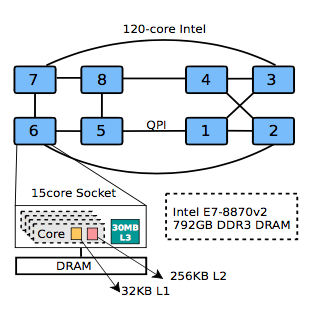 120-core Intel
7
8
4
3
QPI
6
5
1
2
15core Socket
Core
30MB
L3
DRAM
Intel E7-8870v2
792GB DDR3 DRAM
256KB L2
32KB L1